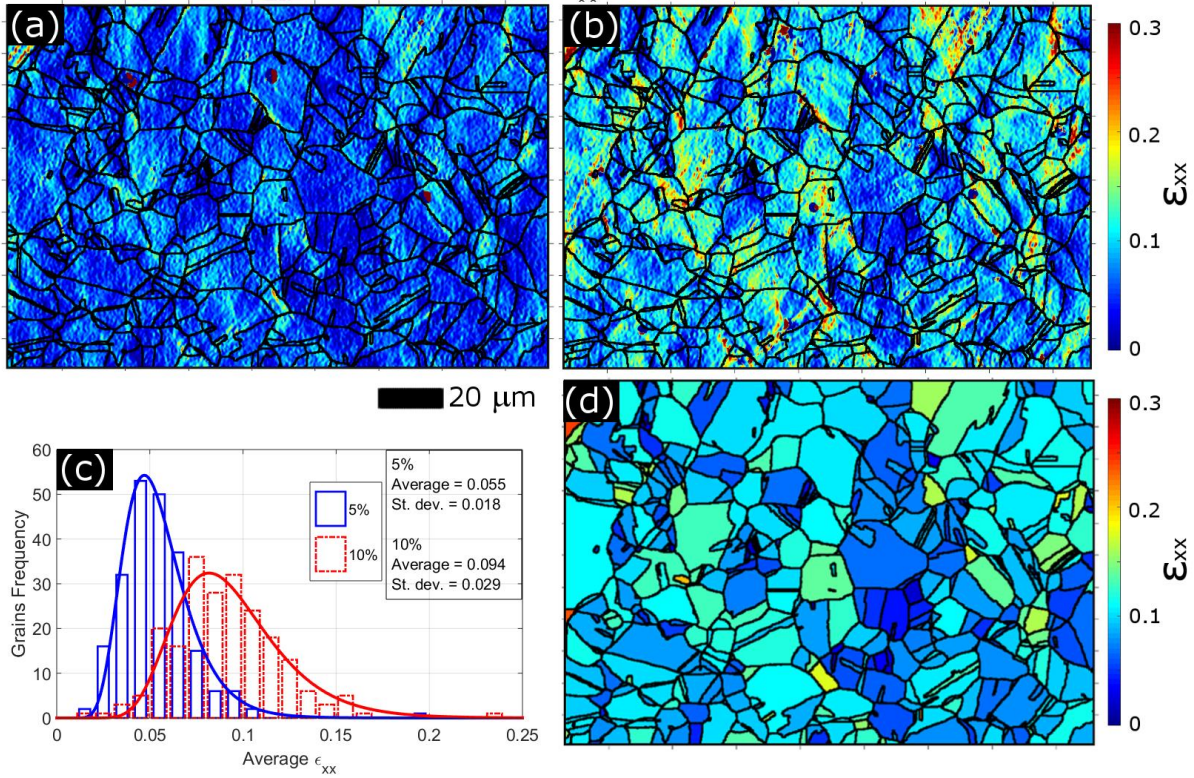 (a)
(b)
0.3
0.2
0.1
0
εxx
20 μm
(c)
60
50
40
30
20
10
0
Grains Frequency
0
0.05
0.1
0.15
0.2
0.25
Average ϵxx
5%
10%
5%
Average = 0.055
St. dev. = 0.018
10%
Average = 0.094
St. dev. = 0.029
(d)
0.3
0.2
0.1
0
εxx